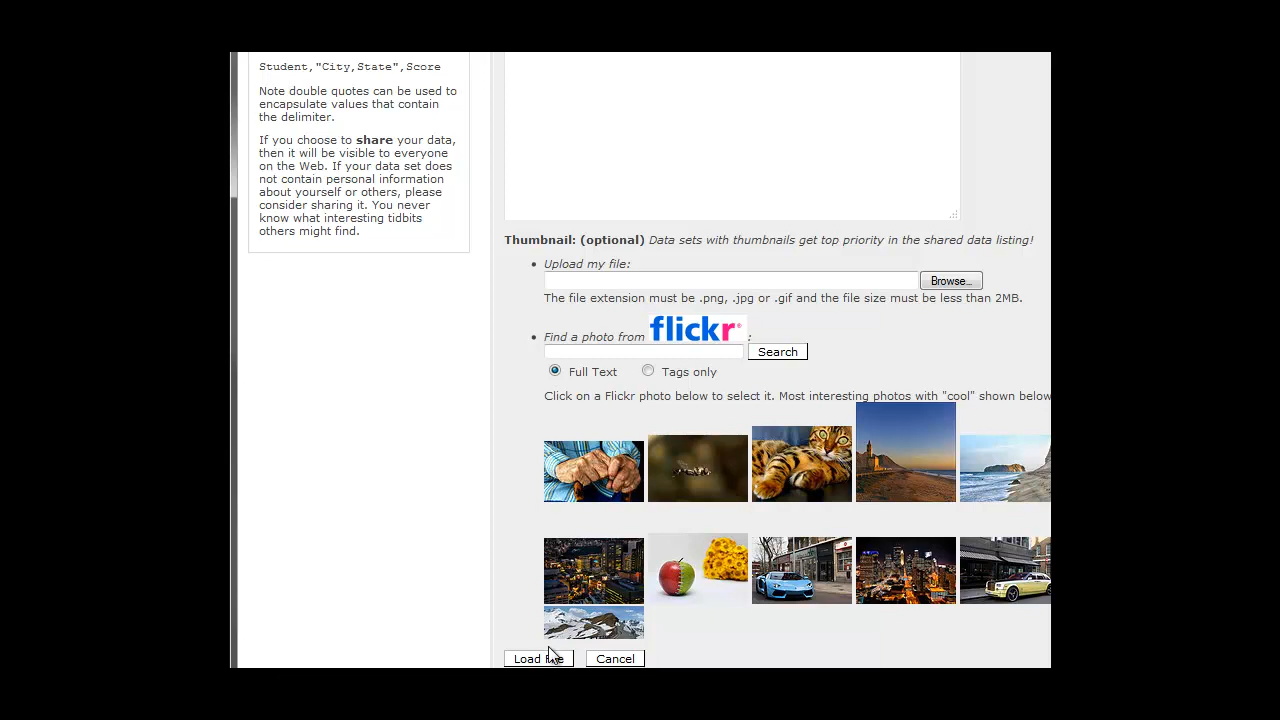 Student,"City,State",Score
Note double quotes can be used to
encapsulate values that contain
the delimiter.
If you choose to share your data,
then it will be visible to everyone
on the Web. If your data set does
not contain personal information
about yourself or others, please
consider sharing it. You never
know what interesting tidbits
others might find.
Thumbnail: (optional) Data sets with thumbnails get top priority in the shared data listing!
Upload my file:
Browse...
The file extension must be .png, .jpg or .gif and the file size must be less than 2MB.
Find a photo from flickr® :
Search
Full Text Tags only
Click on a Flickr photo below to select it. Most interesting photos with "cool" shown below
Load File Cancel